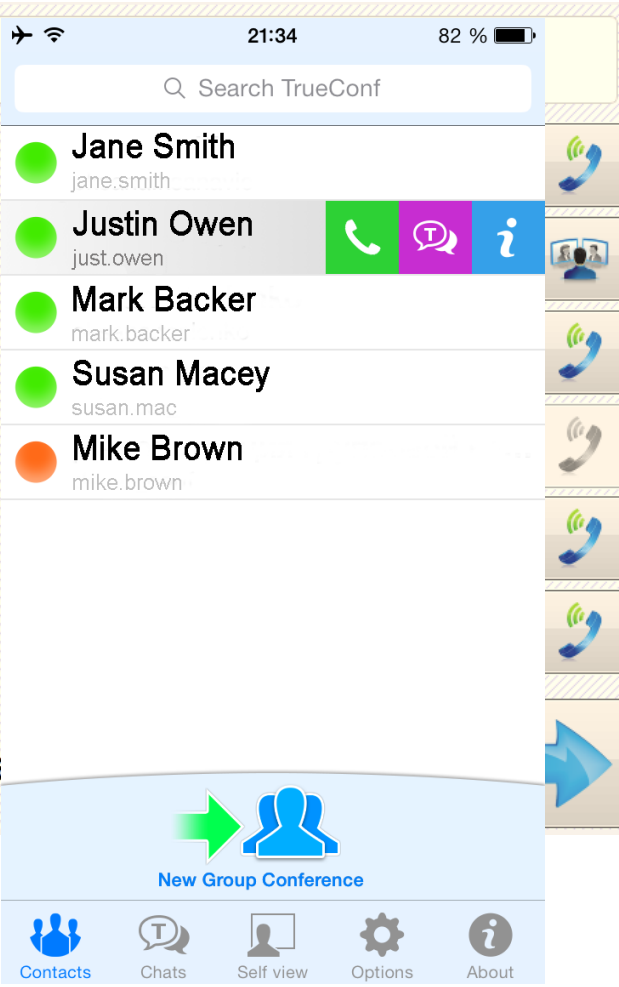 21:34
82 %
Search TrueConf
Jane Smith
jane.smith
Justin Owen
just.owen
Mark Backer
mark.backer
Susan Macey
susan.mac
Mike Brown
mike.brown
New Group Conference
Contacts
Chats
Self view
Options
About